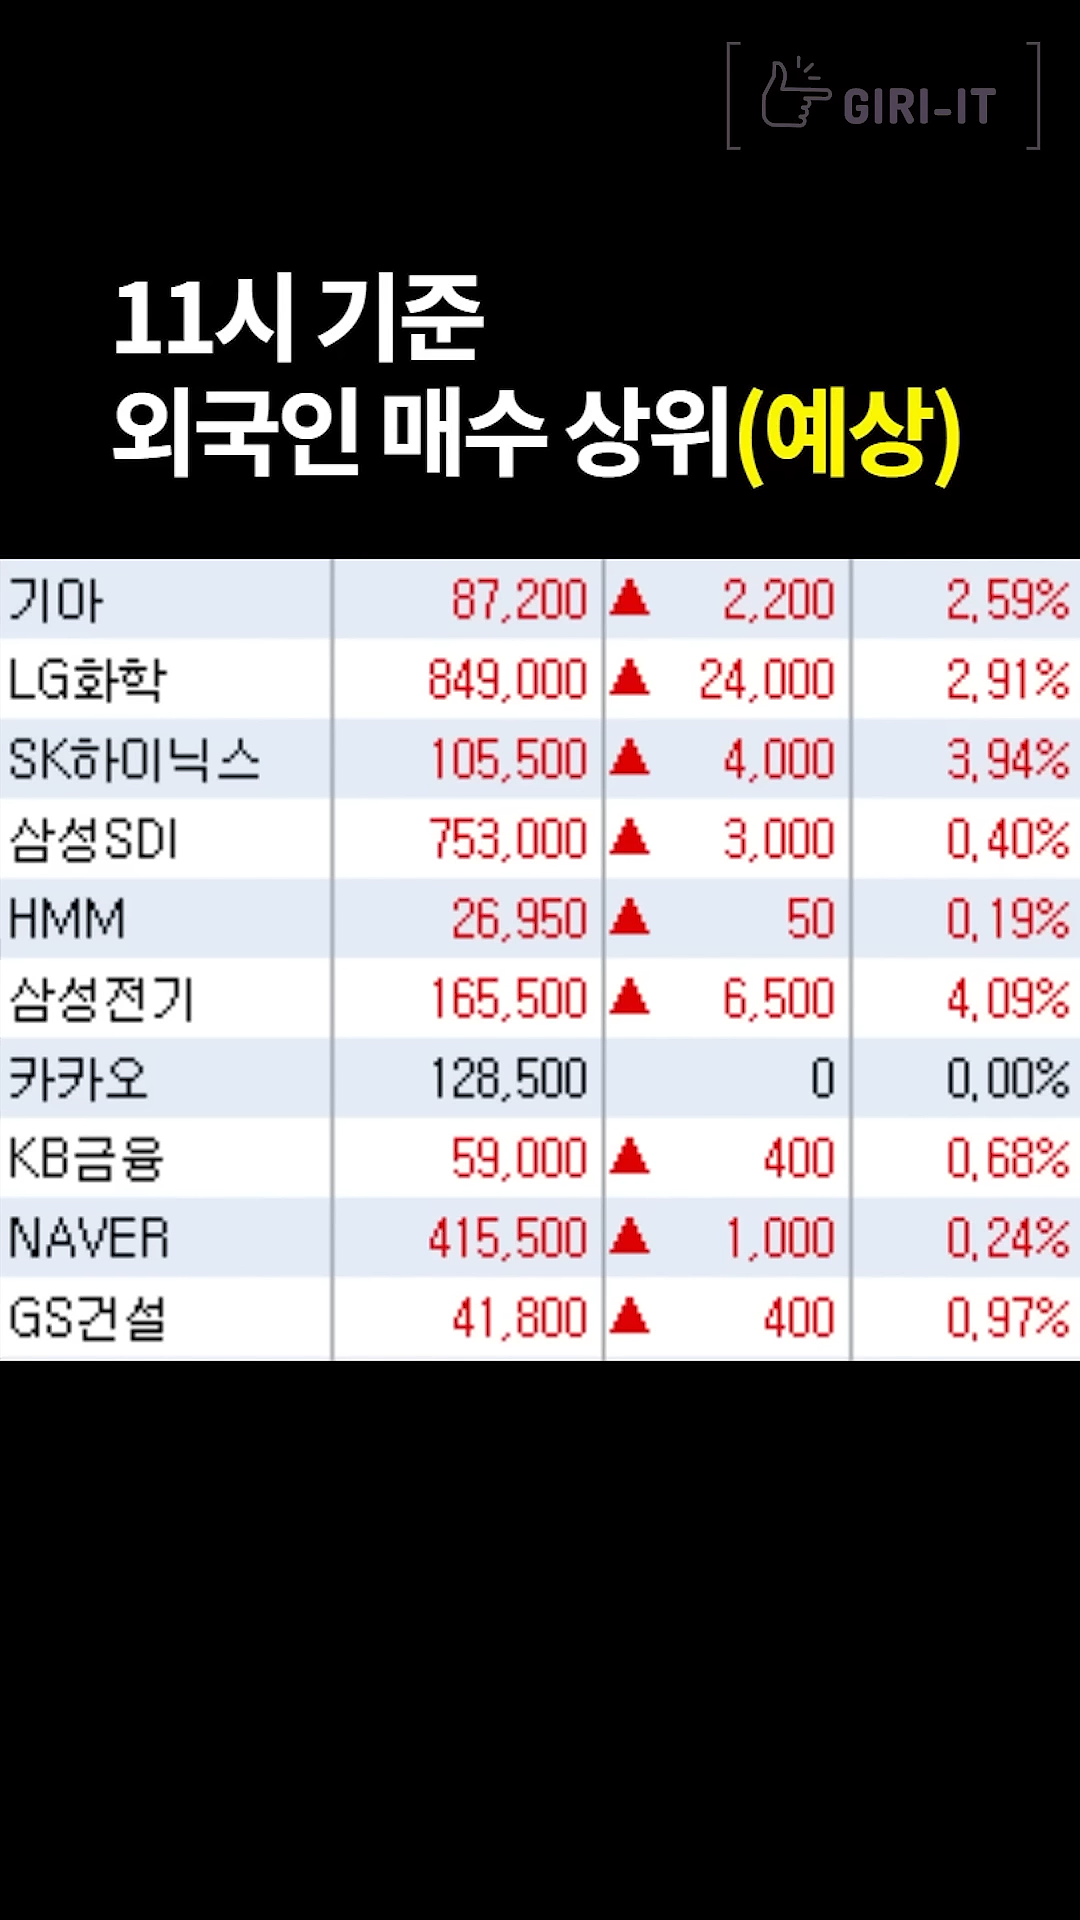 GIRI-IT
11시 기준
외국인 매수 상위(예상)
기아 87,200 ▲ 2,200 2.59%
LG화학 849,000 ▲ 24,000 2.91%
SK하이닉스 105,500 ▲ 4,000 3.94%
삼성SDI 753,000 ▲ 3,000 0.40%
HMM 26,950 ▲ 50 0.19%
삼성전기 165,500 ▲ 6,500 4.09%
카카오 128,500 0 0.00%
KB금융 59,000 ▲ 400 0.68%
NAVER 415,500 ▲ 1,000 0.24%
GS건설 41,800 ▲ 400 0.97%